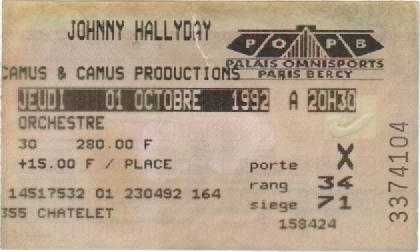 JOHNNY HALLYDAY
P O P B
PALAIS OMNISPORTS
PARIS BERCY
CAMUS & CAMUS PRODUCTIONS
JEUDI 01 OCTOBRE 1992 A 20H30
ORCHESTRE
30 280.00 F
+15.00 F / PLACE
porte X
rang 34
siege 71
14517532 01 230492 164
355 CHATELET
158424
3374104